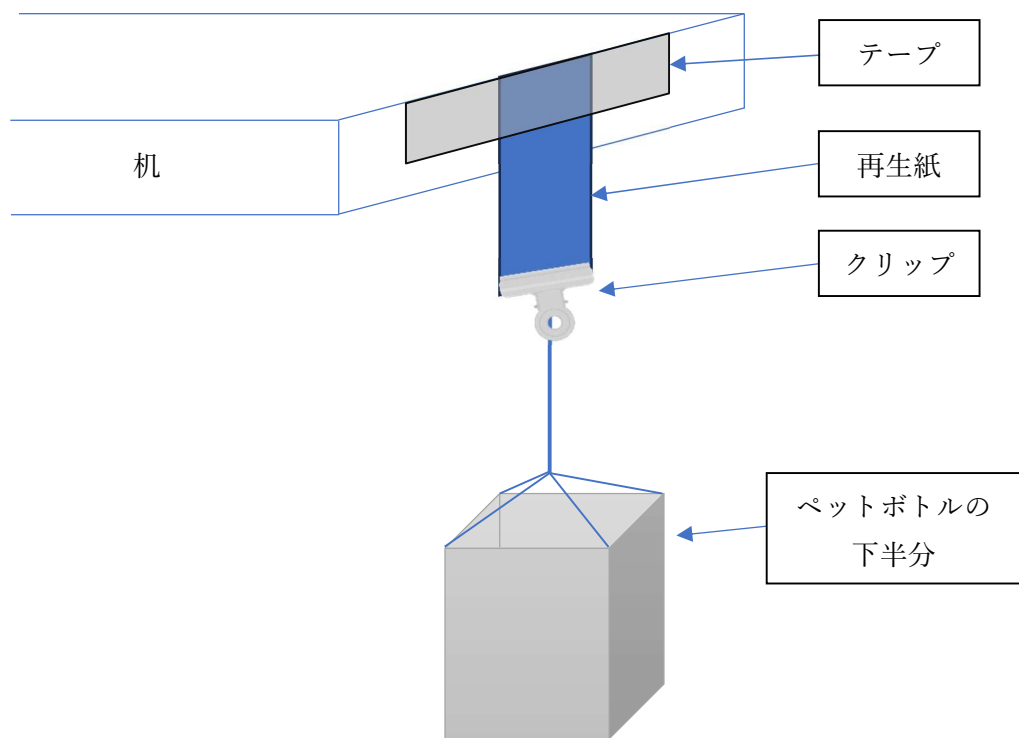 テープ
机
再生紙
クリップ
ペットボトルの
下半分